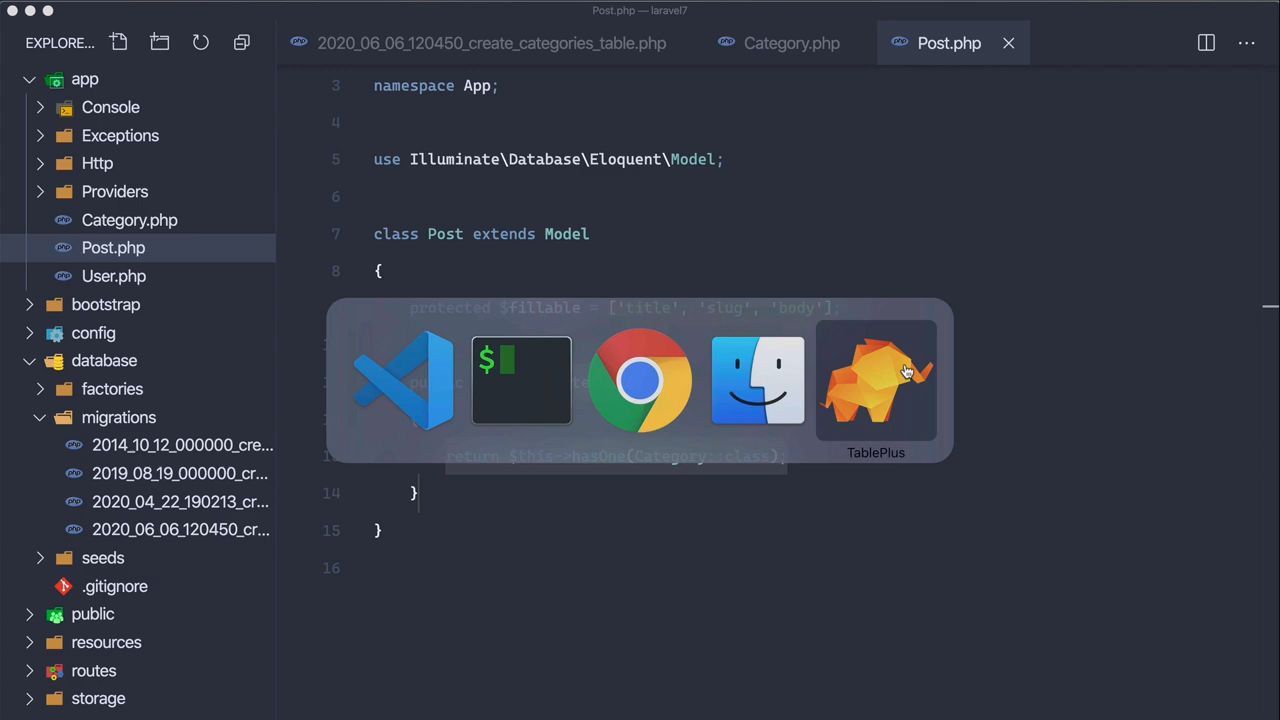 Post.php — laravel7
EXPLORE...
2020_06_06_120450_create_categories_table.php
Category.php
Post.php
app
Console
Exceptions
Http
Providers
Category.php
Post.php
User.php
bootstrap
config
database
factories
migrations
2014_10_12_000000_cre...
2019_08_19_000000_cr...
2020_04_22_190213_cr...
2020_06_06_120450_cr...
seeds
.gitignore
public
resources
routes
storage
3 namespace App;
4
5 use Illuminate\Database\Eloquent\Model;
6
7 class Post extends Model
8 {
protected $fillable = ['title', 'slug', 'body'];
$
TablePlus
return $this->hasOne(Category::class);
14 }
15 }
16